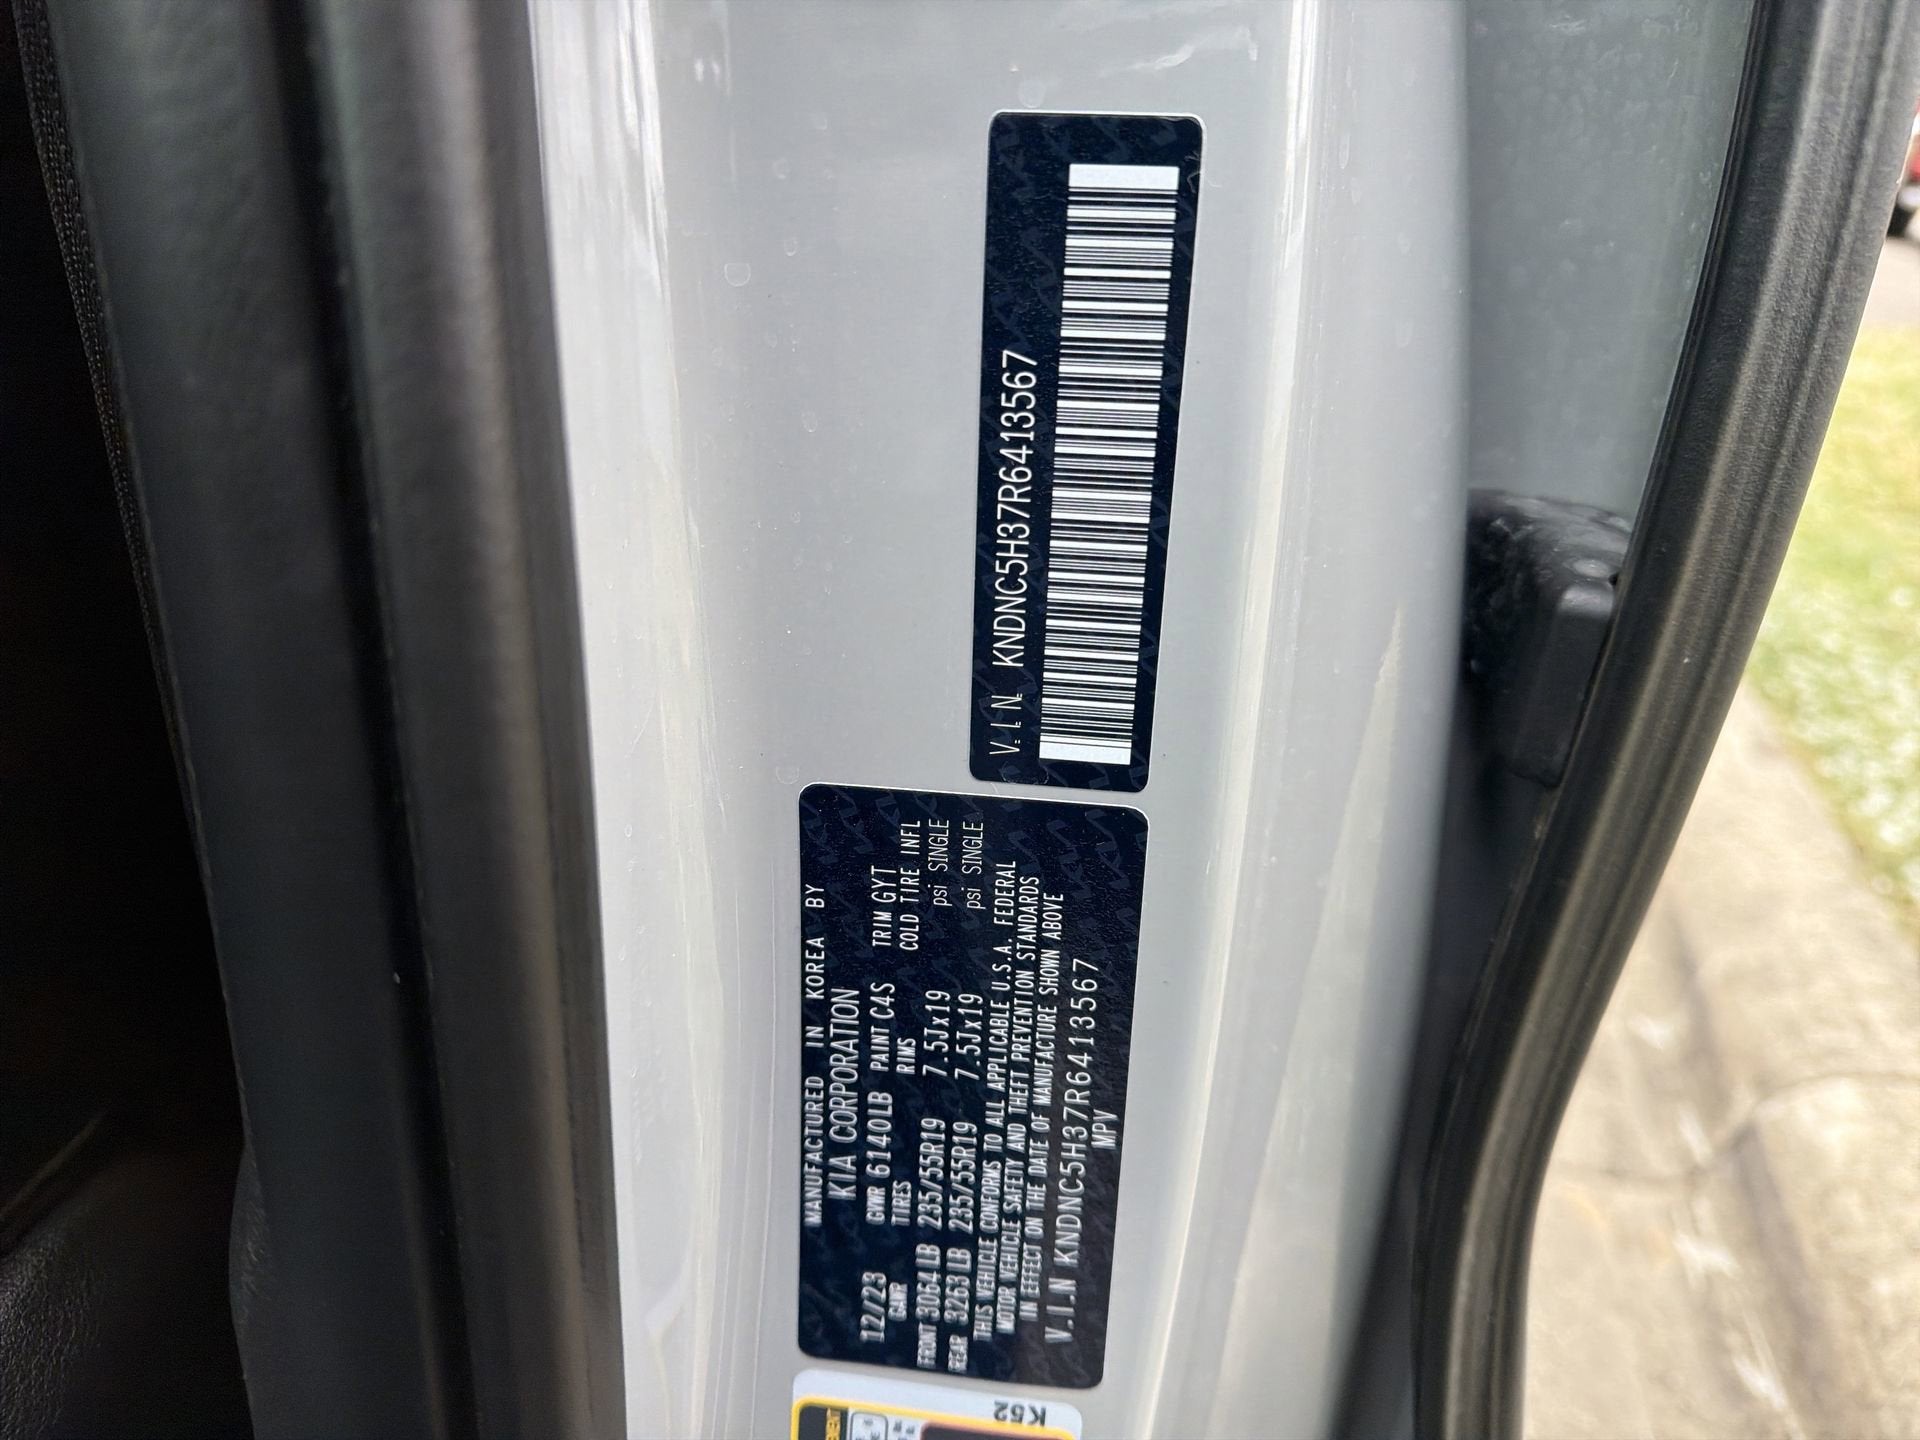 V.I.N. KNDNC5H37R6413567
MANUFACTURED IN KOREA BY
KIA CORPORATION
12/23 GVWR 6140LB PAINT C4S TRIM GYT
GAWR TIRES RIMS COLD TIRE INFL
FRONT 3064LB 235/55R19 7.5Jx19 psi SINGLE
REAR 3263LB 235/55R19 7.5Jx19 psi SINGLE
THIS VEHICLE CONFORMS TO ALL APPLICABLE U.S.A. FEDERAL
MOTOR VEHICLE SAFETY AND THEFT PREVENTION STANDARDS
IN EFFECT ON THE DATE OF MANUFACTURE SHOWN ABOVE
V.I.N KNDNC5H37R6413567
MPV
K52